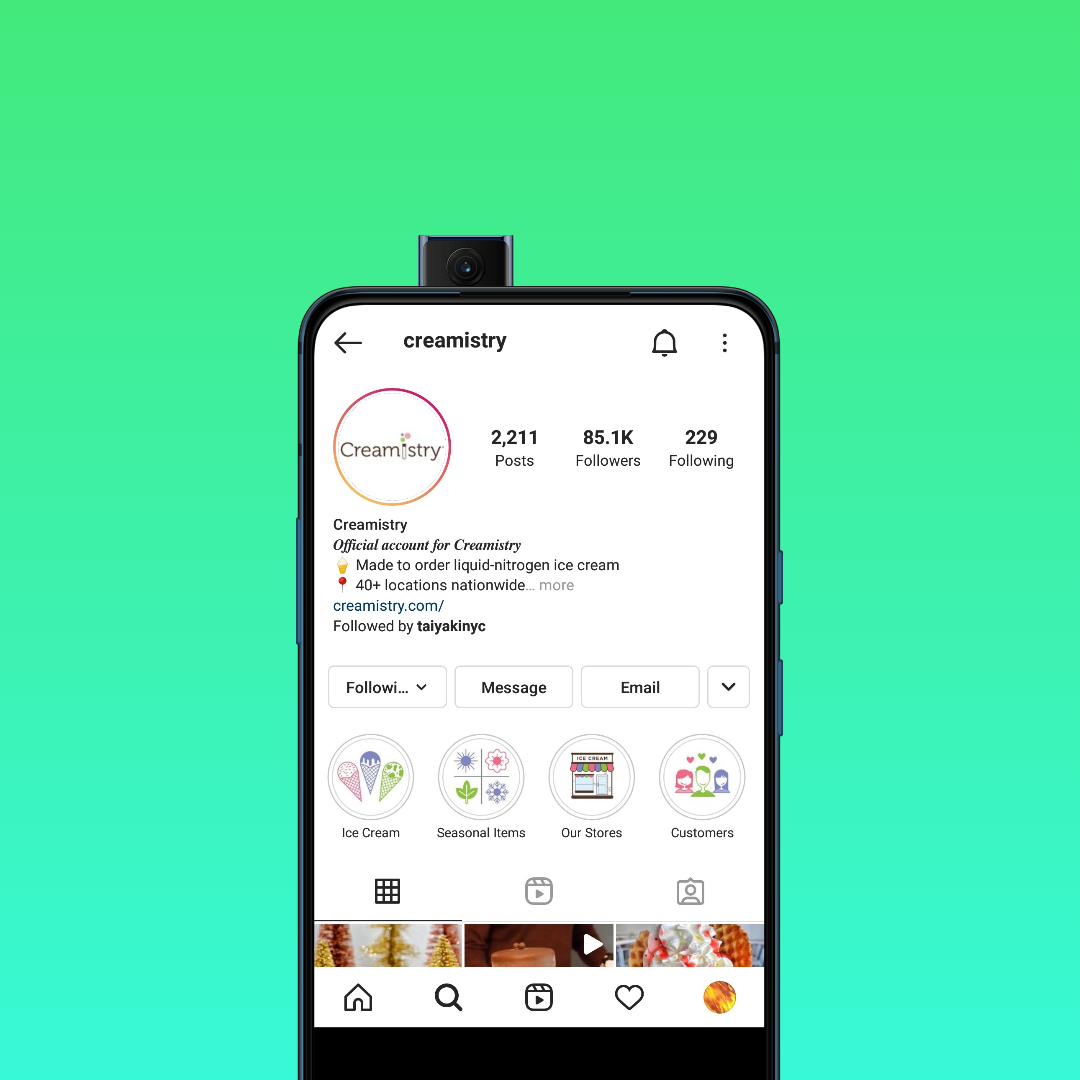 creamistry
Creamistry
2,211 85.1K 229
Posts Followers Following
Creamistry
Official account for Creamistry
🍦 Made to order liquid-nitrogen ice cream
📍 40+ locations nationwide... more
creamistry.com/
Followed by taiyakinyc
Followi... Message Email
ICE CREAM
Ice Cream Seasonal Items Our Stores Customers